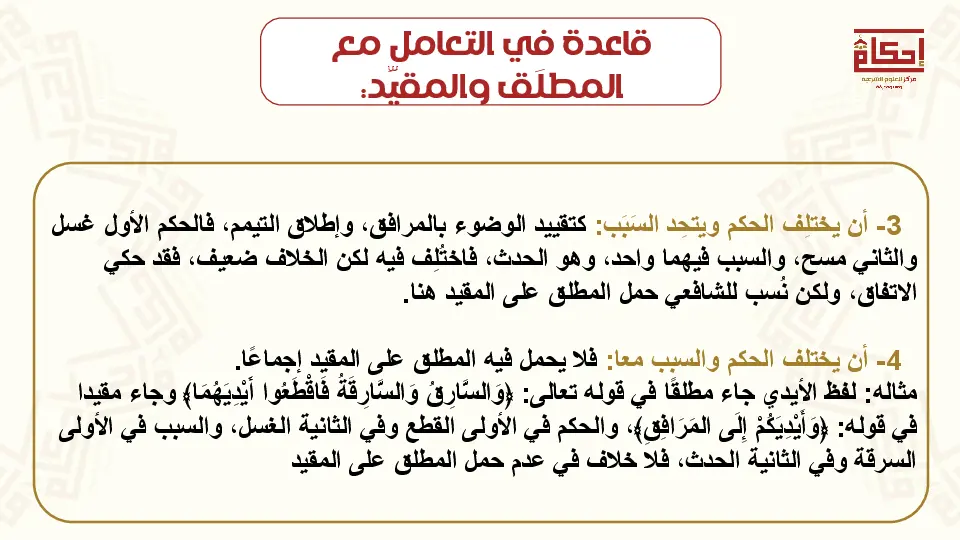 قاعدة في التعامل مع
المطلَق والمقيَّد:
إحكام
مركز للعلوم الشرعية
3- أن يختلِف الحكم ويتحِد السَبَب: كتقييد الوضوء بالمرافق، وإطلاق التيمم، فالحكم الأول غسل
والثاني مسح، والسبب فيهما واحد، وهو الحدث، فاختُلِف فيه لكن الخلاف ضعيف، فقد حكي
الاتفاق، ولكن نُسب للشافعي حمل المطلق على المقيد هنا.
4- أن يختلف الحكم والسبب معا: فلا يحمل فيه المطلق على المقيد إجماعًا.
مثاله: لفظ الأيدي جاء مطلقًا في قوله تعالى: ﴿وَالسَّارِقُ وَالسَّارِقَةُ فَاقْطَعُوا أَيْدِيَهُمَا﴾ وجاء مقيدا
في قوله: ﴿وَأَيْدِيَكُمْ إِلَى المَرَافِقِ﴾، والحكم في الأولى القطع وفي الثانية الغسل، والسبب في الأولى
السرقة وفي الثانية الحدث، فلا خلاف في عدم حمل المطلق على المقيد